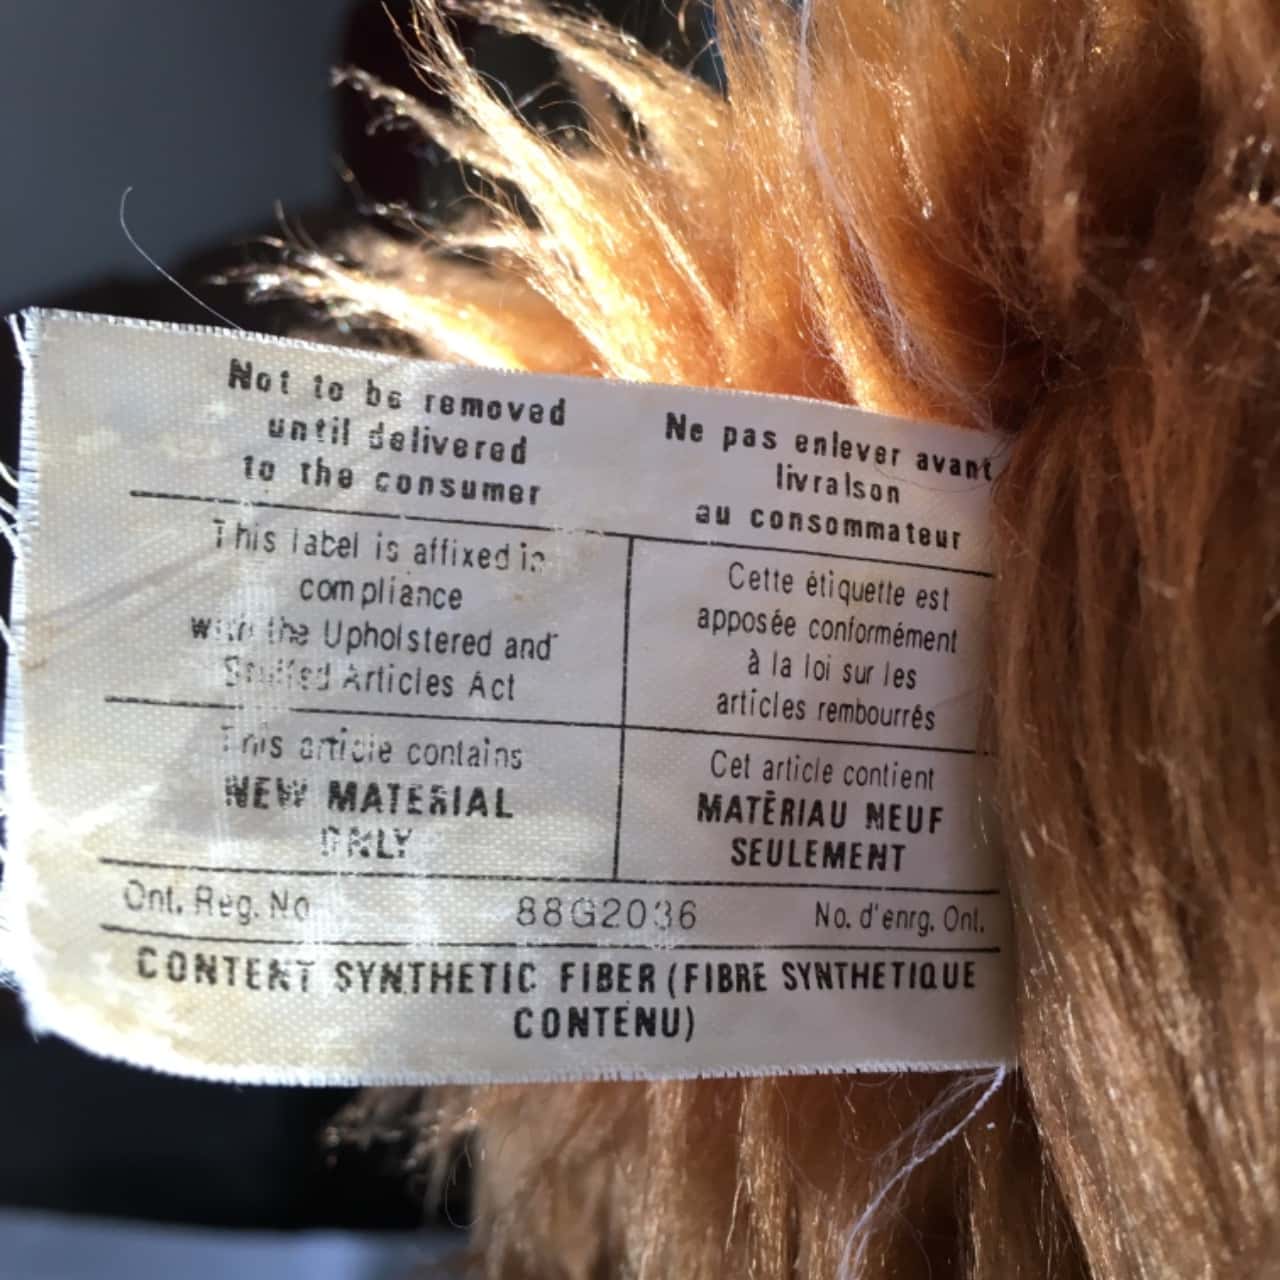 Not to be removed
until delivered
to the consumer
Ne pas enlever avant
livraison
au consommateur
This label is affixed in
compliance
with the Upholstered and
Stuffed Articles Act
Cette étiquette est
apposée conformément
à la loi sur les
articles rembourrés
This article contains
NEW MATERIAL
ONLY
Cet article contient
MATÉRIAU NEUF
SEULEMENT
Ont. Reg. No 88G2036 No. d'enrg. Ont.
CONTENT SYNTHETIC FIBER (FIBRE SYNTHETIQUE
CONTENU)